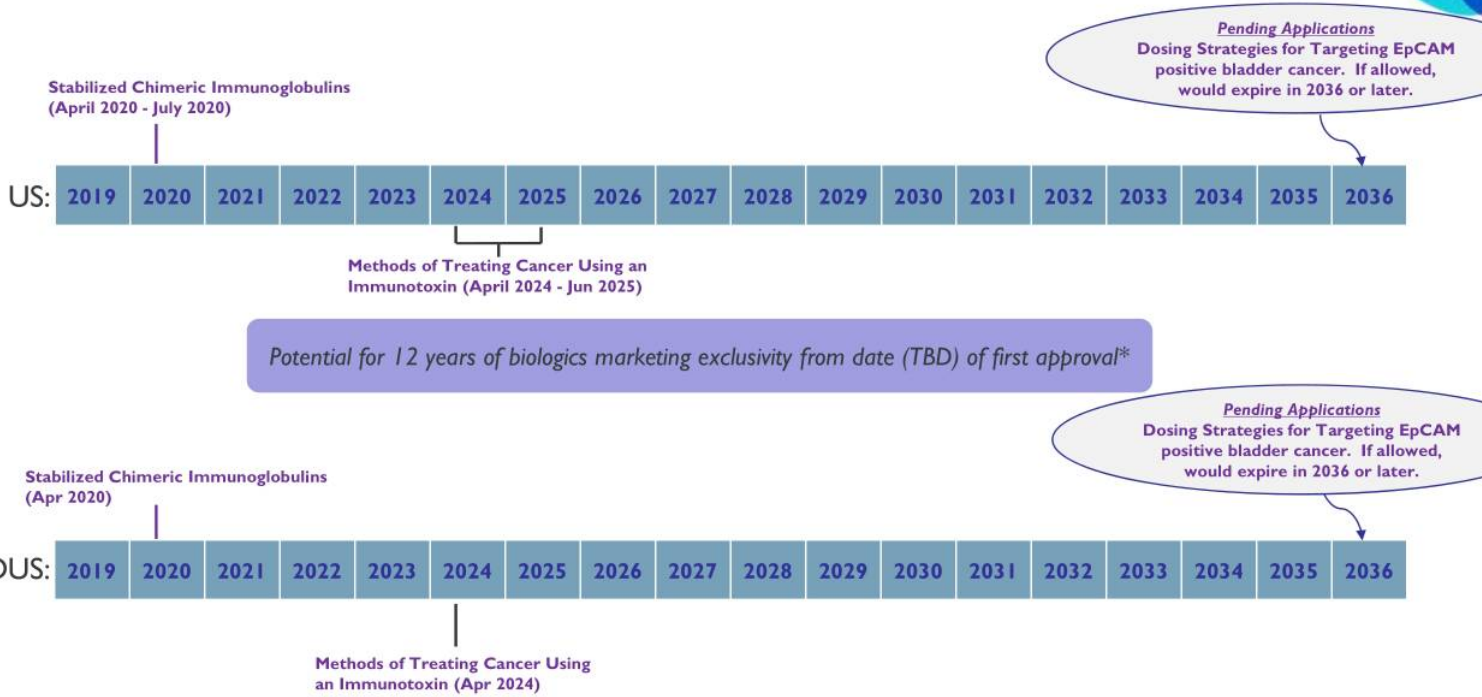 Pending Applications
Dosing Strategies for Targeting EpCAM
positive bladder cancer. If allowed,
would expire in 2036 or later.
Stabilized Chimeric Immunoglobulins
(April 2020 - July 2020)
US: 2019 2020 2021 2022 2023 2024 2025 2026 2027 2028 2029 2030 2031 2032 2033 2034 2035 2036
Methods of Treating Cancer Using an
Immunotoxin (April 2024 - Jun 2025)
Potential for 12 years of biologics marketing exclusivity from date (TBD) of first approval*
Pending Applications
Dosing Strategies for Targeting EpCAM
positive bladder cancer. If allowed,
would expire in 2036 or later.
Stabilized Chimeric Immunoglobulins
(Apr 2020)
OUS: 2019 2020 2021 2022 2023 2024 2025 2026 2027 2028 2029 2030 2031 2032 2033 2034 2035 2036
Methods of Treating Cancer Using
an Immunotoxin (Apr 2024)